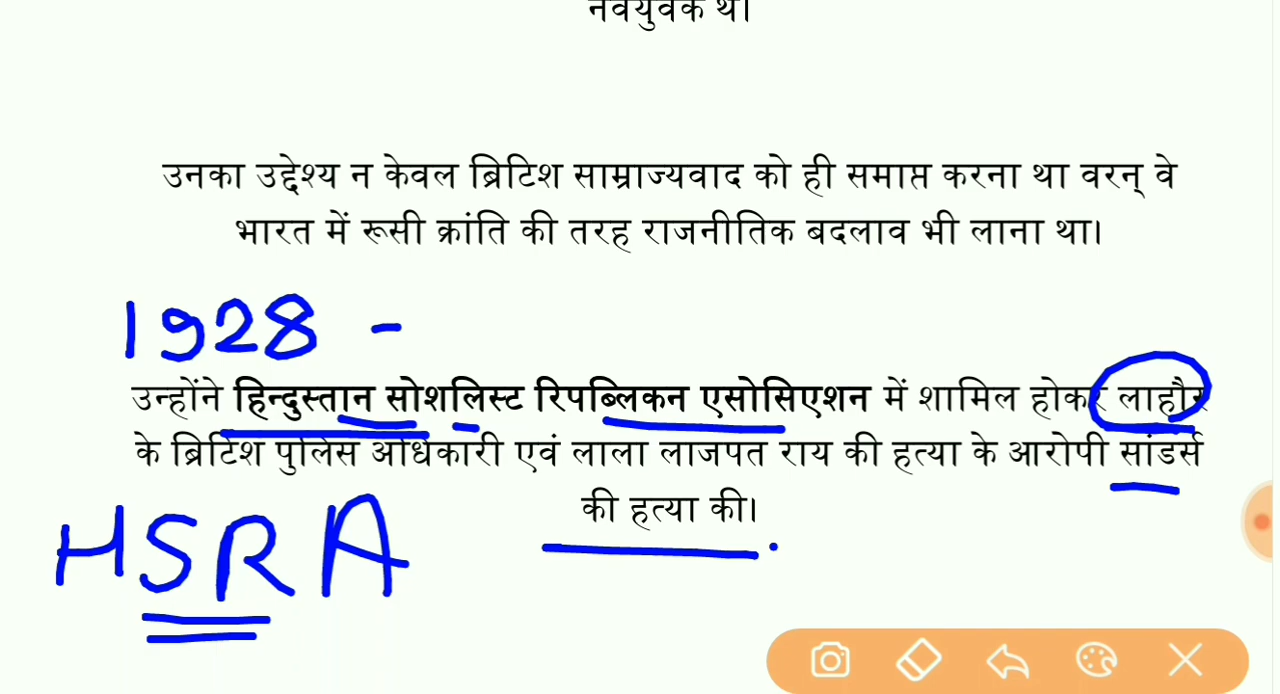 नवयुवक थे।
उनका उद्देश्य न केवल ब्रिटिश साम्राज्यवाद को ही समाप्त करना था वरन् वे
भारत में रूसी क्रांति की तरह राजनीतिक बदलाव भी लाना था।
1928 -
उन्होंने हिन्दुस्तान सोशलिस्ट रिपब्लिकन एसोसिएशन में शामिल होकर लाहौर
के ब्रिटिश पुलिस अधिकारी एवं लाला लाजपत राय की हत्या के आरोपी सांडर्स
की हत्या की।
HSRA